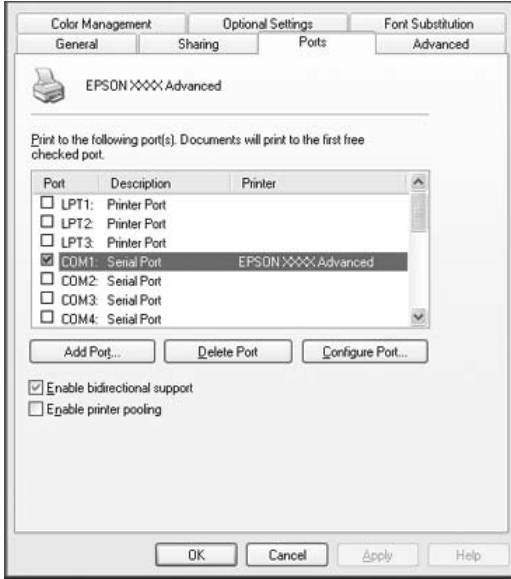 Color Management Optional Settings Font Substitution
General Sharing Ports Advanced
EPSON XXXX Advanced
Print to the following port(s). Documents will print to the first free
checked port.
Port Description Printer
LPT1: Printer Port
LPT2: Printer Port
LPT3: Printer Port
COM1: Serial Port EPSON XXXX Advanced
COM2: Serial Port
COM3: Serial Port
COM4: Serial Port
Add Port... Delete Port Configure Port...
Enable bidirectional support
Enable printer pooling
OK Cancel Apply Help